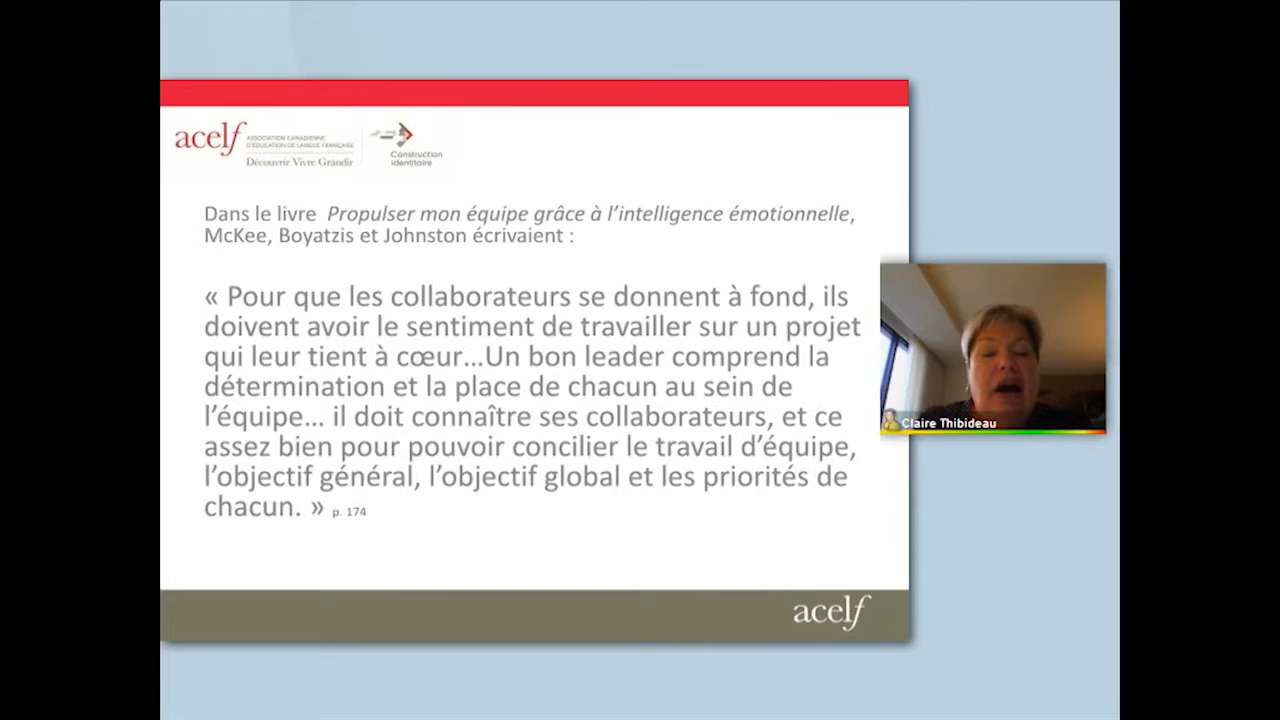 acelf
ASSOCIATION CANADIENNE
D'ÉDUCATION DE LANGUE FRANÇAISE
Découvrir Vivre Grandir
Construction
identitaire
Dans le livre Propulser mon équipe grâce à l'intelligence émotionnelle,
McKee, Boyatzis et Johnston écrivaient :
« Pour que les collaborateurs se donnent à fond, ils
doivent avoir le sentiment de travailler sur un projet
qui leur tient à cœur…Un bon leader comprend la
détermination et la place de chacun au sein de
l'équipe… il doit connaître ses collaborateurs, et ce
assez bien pour pouvoir concilier le travail d'équipe,
l'objectif général, l'objectif global et les priorités de
chacun. » p. 174
Claire Thibideau
acelf